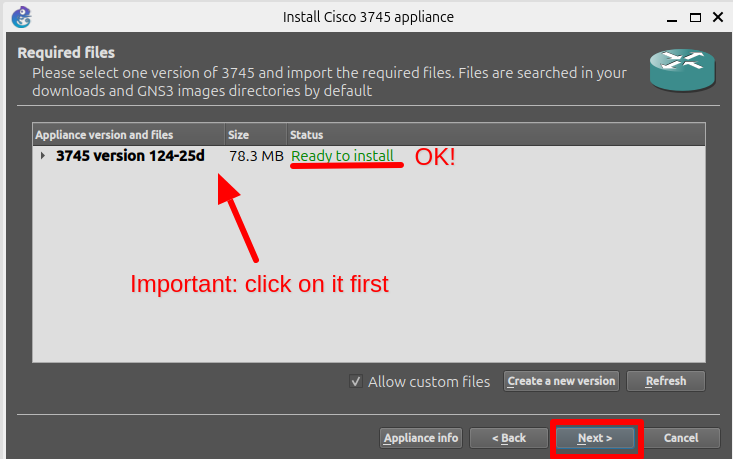 Install Cisco 3745 appliance
Required files
Please select one version of 3745 and import the required files. Files are searched in your
downloads and GNS3 images directories by default
Appliance version and files Size Status
3745 version 124-25d 78.3 MB Ready to install OK!
Important: click on it first
Allow custom files Create a new version Refresh
Appliance info < Back Next > Cancel